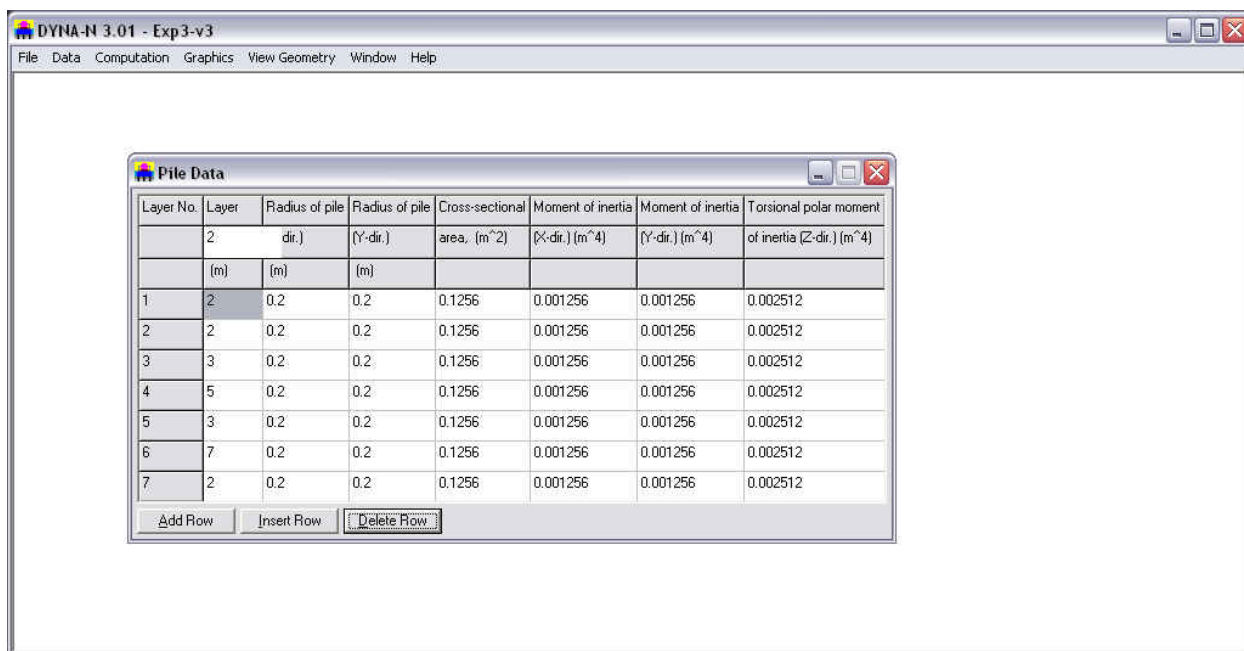 DYNA-N 3.01 - Exp3-v3
File Data Computation Graphics View Geometry Window Help
Pile Data
Layer No. Layer Radius of pile Radius of pile Cross-sectional Moment of inertia Moment of inertia Torsional polar moment
2 dir.) (Y-dir.) area, (m^2) (X-dir.) (m^4) (Y-dir.) (m^4) of inertia (Z-dir.) (m^4)
(m) (m) (m)
1 2 0.2 0.2 0.1256 0.001256 0.001256 0.002512
2 2 0.2 0.2 0.1256 0.001256 0.001256 0.002512
3 3 0.2 0.2 0.1256 0.001256 0.001256 0.002512
4 5 0.2 0.2 0.1256 0.001256 0.001256 0.002512
5 3 0.2 0.2 0.1256 0.001256 0.001256 0.002512
6 7 0.2 0.2 0.1256 0.001256 0.001256 0.002512
7 2 0.2 0.2 0.1256 0.001256 0.001256 0.002512
Add Row Insert Row Delete Row